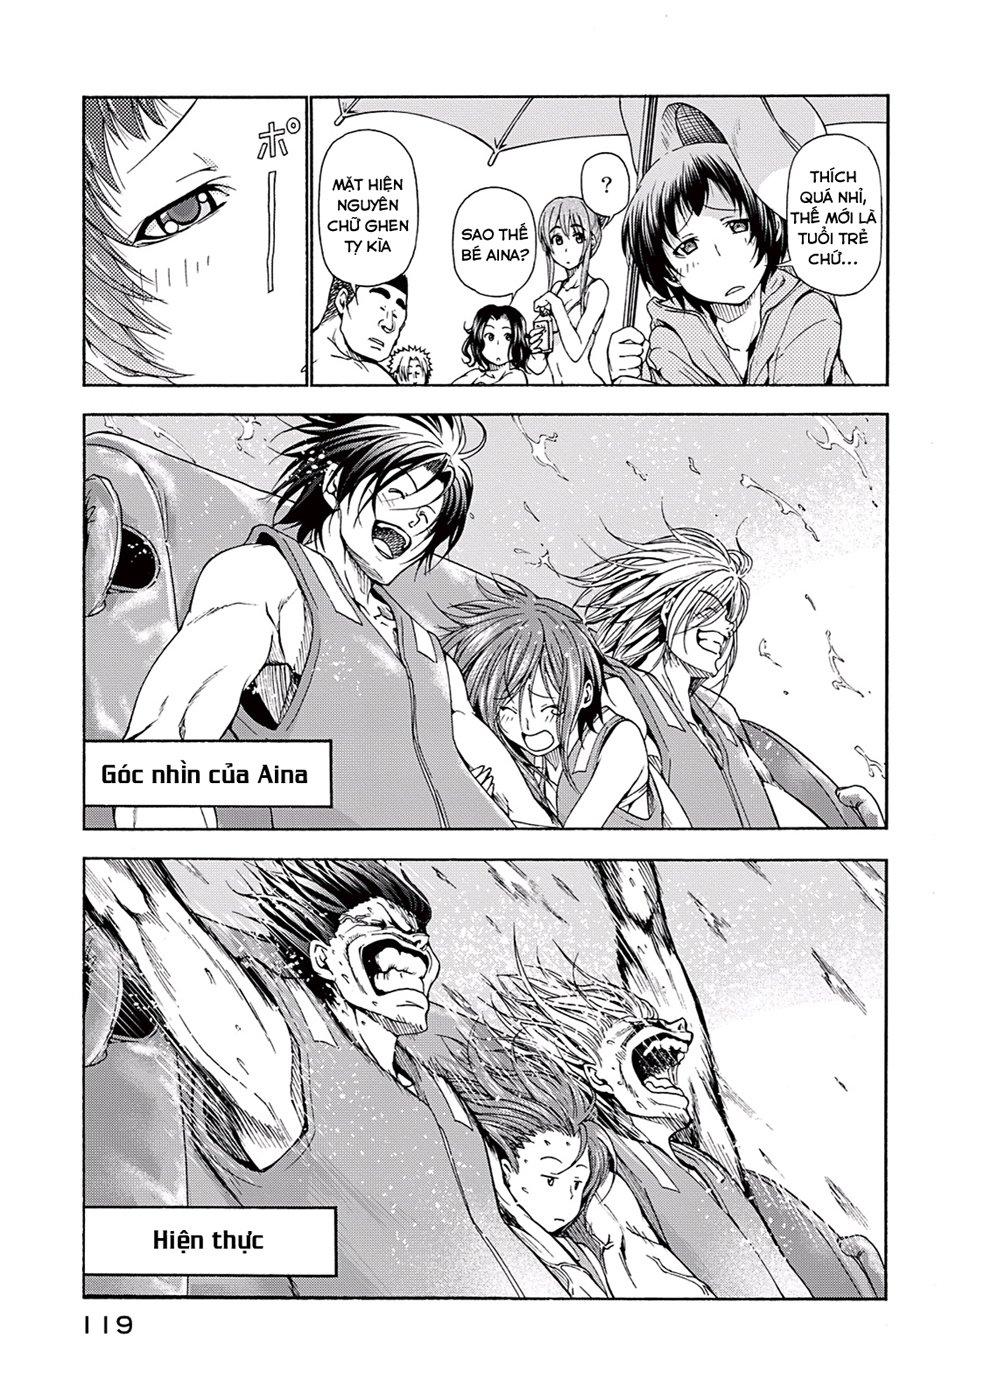 THÍCH
QUÁ NHỈ,
THẾ MỚI LÀ
TUỔI TRẺ
CHỨ...
?
SAO THẾ
BÉ AINA?
MẶT HIỆN
NGUYÊN
CHỮ GHEN
TỴ KÌA
ポー
Góc nhìn của Aina
Hiện thực
119